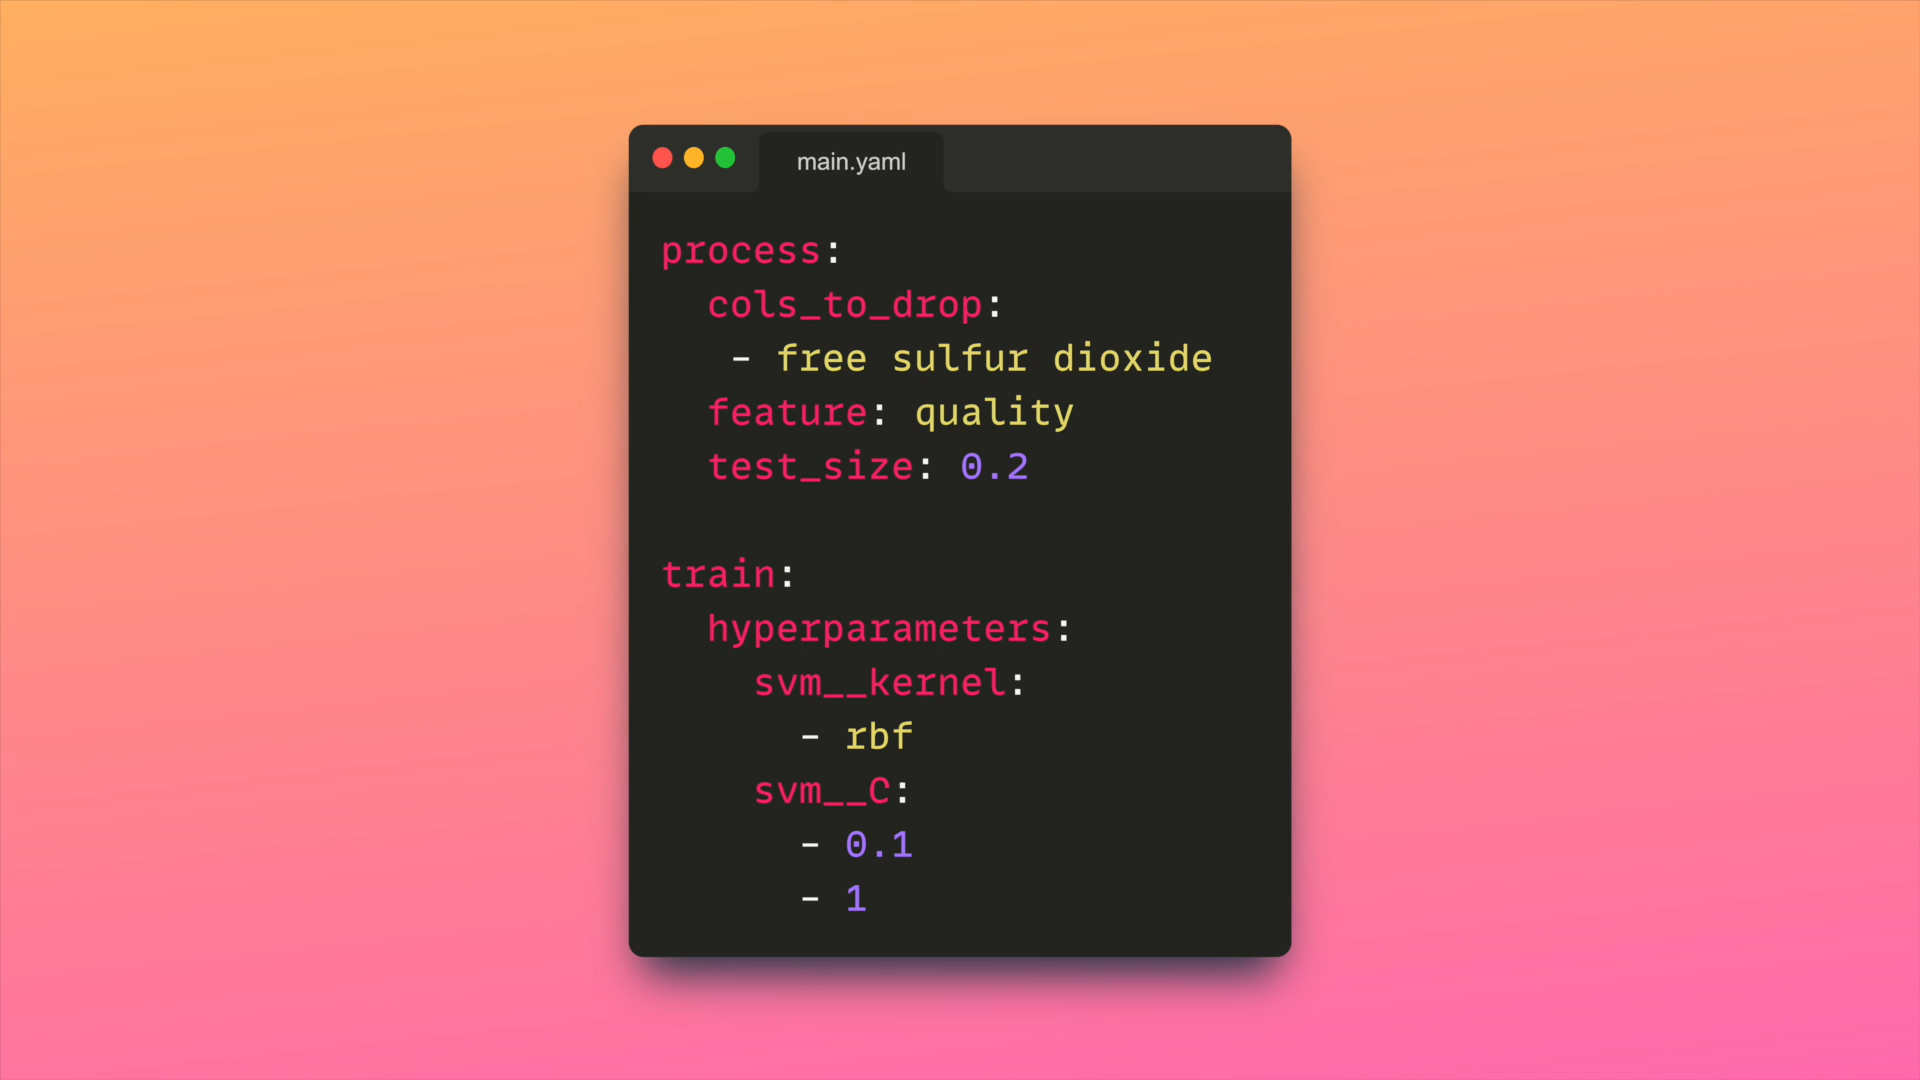 main.yaml
process:
  cols_to_drop:
   - free sulfur dioxide
  feature: quality
  test_size: 0.2

train:
  hyperparameters:
    svm__kernel:
      - rbf
    svm__C:
      - 0.1
      - 1